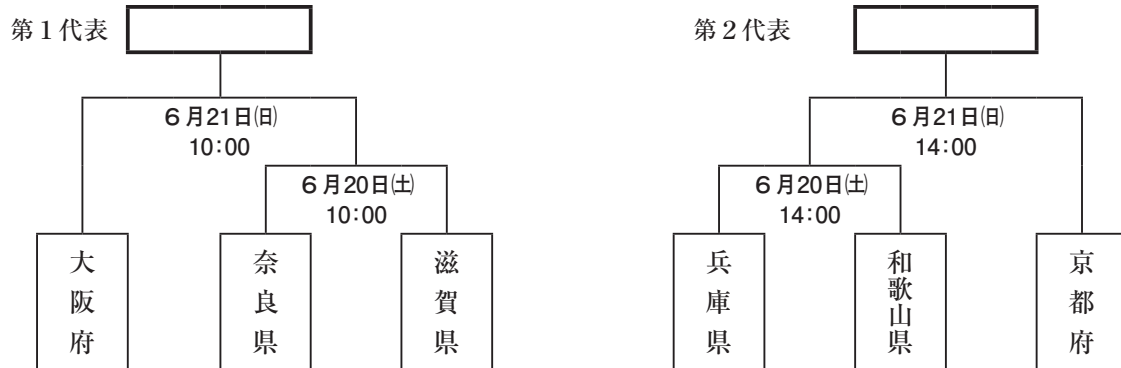 第１代表
第２代表
６月21日(日)
10:00
６月21日(日)
14:00
６月20日(土)
10:00
６月20日(土)
14:00
大阪府
奈良県
滋賀県
兵庫県
和歌山県
京都府